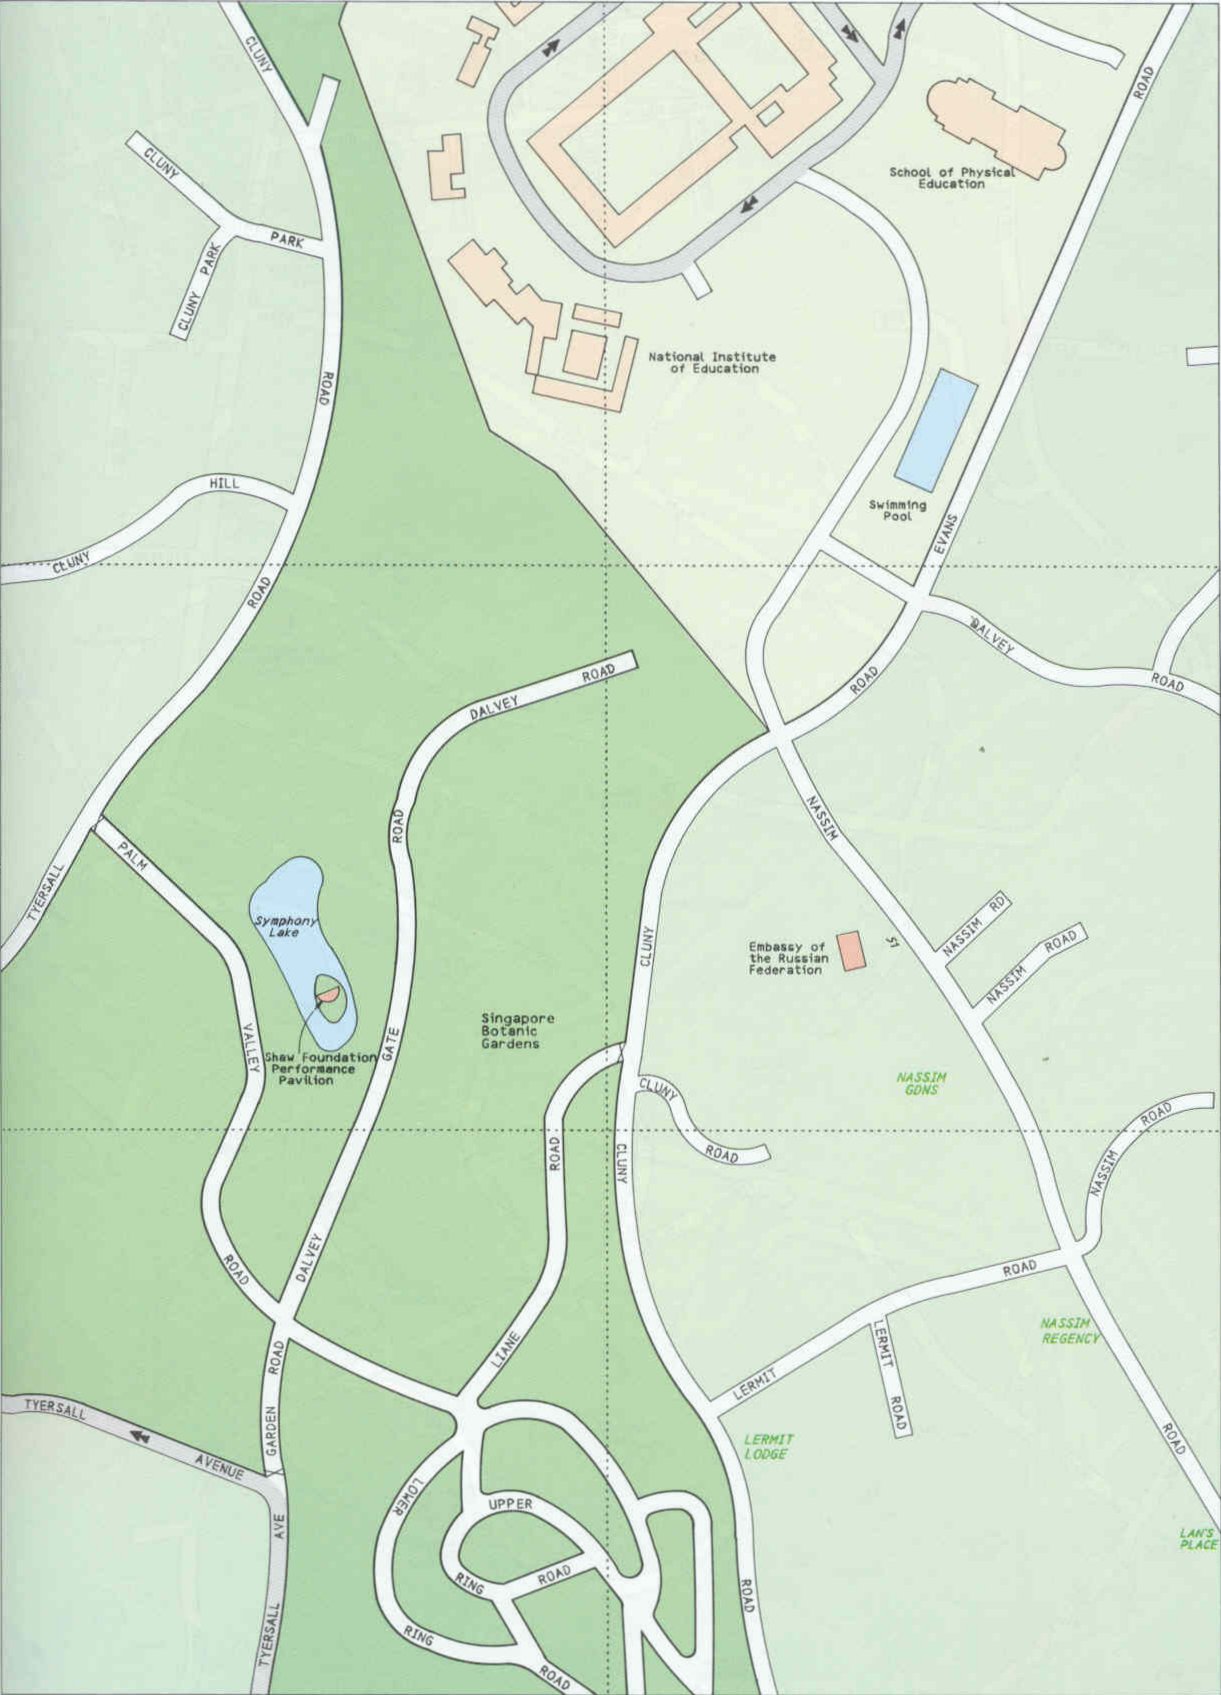 CLUNY
ROAD
CLUNY
PARK
CLUNY PARK
School of Physical
Education
ROAD
National Institute
of Education
HILL
CLUNY
ROAD
Swimming
Pool
EVANS
DALVEY
ROAD
ROAD
DALVEY
ROAD
ROAD
NASSIM
PALM
TYERSALL
Symphony
Lake
CLUNY
Embassy of
the Russian
Federation
51
NASSIM RD
NASSIM ROAD
Singapore
Botanic
Gardens
VALLEY
GATE
Shaw Foundation
Performance
Pavilion
NASSIM
GDNS
CLUNY
ROAD
ROAD
CLUNY
NASSIM
ROAD
ROAD
DALVEY
ROAD
LERMIT
LERMIT
ROAD
NASSIM
REGENCY
LIANE
GARDEN ROAD
TYERSALL
AVENUE
LERMIT
LODGE
ROAD
LOWER
UPPER
RING
ROAD
RING
ROAD
TYERSALL AVE
ROAD
LAN'S
PLACE